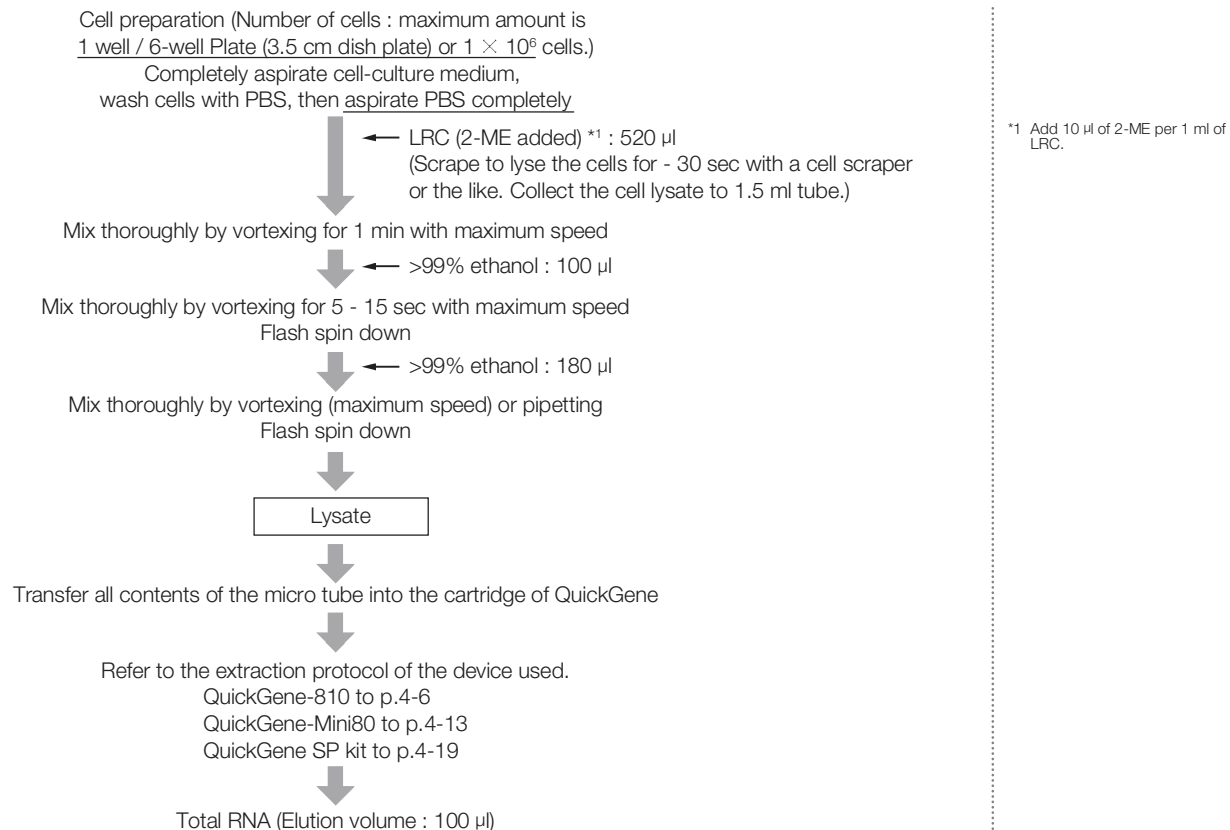 Cell preparation (Number of cells : maximum amount is
1 well / 6-well Plate (3.5 cm dish plate) or 1 × 10⁶ cells.)
Completely aspirate cell-culture medium,
wash cells with PBS, then aspirate PBS completely
LRC (2-ME added) *1 : 520 µl
(Scrape to lyse the cells for - 30 sec with a cell scraper
or the like. Collect the cell lysate to 1.5 ml tube.)
*1 Add 10 µl of 2-ME per 1 ml of
LRC.
Mix thoroughly by vortexing for 1 min with maximum speed
>99% ethanol : 100 µl
Mix thoroughly by vortexing for 5 - 15 sec with maximum speed
Flash spin down
>99% ethanol : 180 µl
Mix thoroughly by vortexing (maximum speed) or pipetting
Flash spin down
Lysate
Transfer all contents of the micro tube into the cartridge of QuickGene
Refer to the extraction protocol of the device used.
QuickGene-810 to p.4-6
QuickGene-Mini80 to p.4-13
QuickGene SP kit to p.4-19
Total RNA (Elution volume : 100 µl)